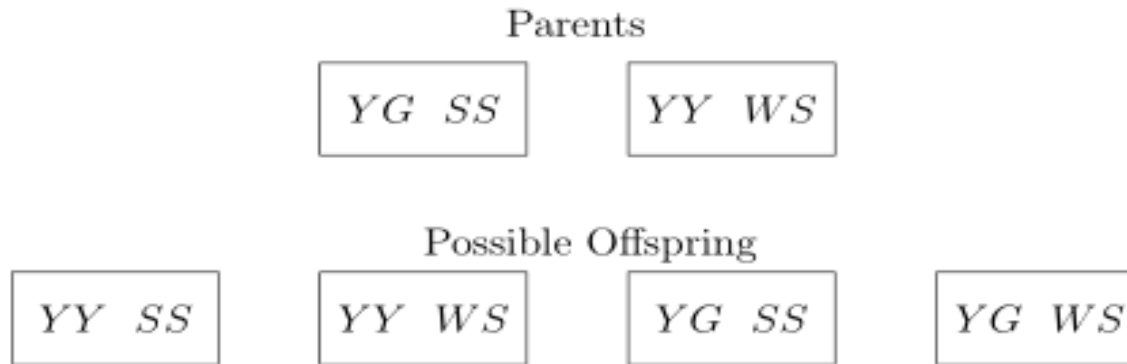 Parents
YG SS YY WS
Possible Offspring
YY SS YY WS YG SS YG WS